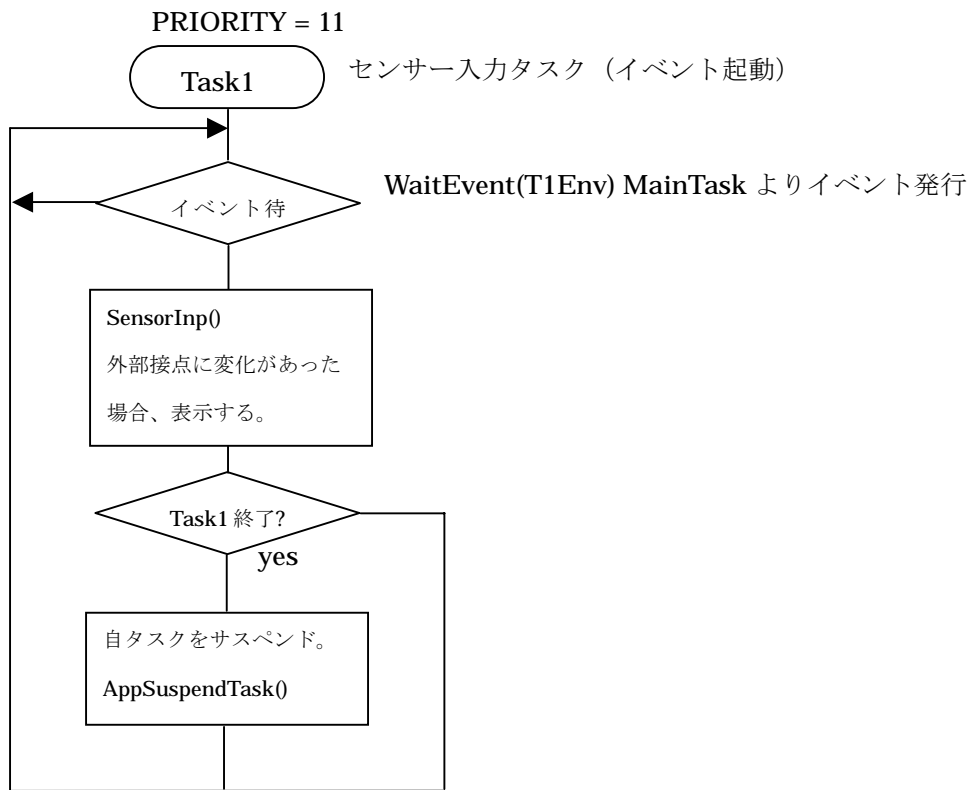 PRIORITY = 11
Task1
センサー入力タスク（イベント起動）
WaitEvent(T1Env) MainTask よりイベント発行
イベント待
SensorInp()
外部接点に変化があった
場合、表示する。
Task1 終了?
yes
自タスクをサスペンド。
AppSuspendTask()